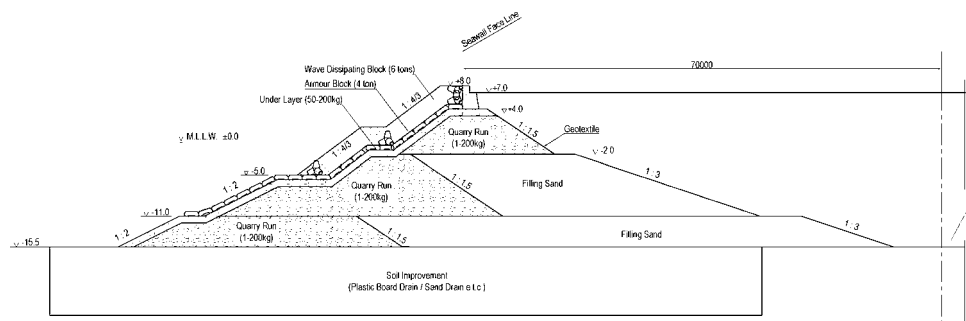 Seawall Face Line
70000
Wave Dissipating Block (6 tons)
Armour Block (4 ton)
Under Layer (50-200kg)
+8.0
+7.0
+4.0
1 : 4/3
1 : 1.5
Geotextile
Quarry Run
(1-200kg)
M.L.L.W. ±0.0
1 : 4/3
-2.0
-5.0
1 : 2
Quarry Run
(1-200kg)
1 : 1.5
Filling Sand
1 : 3
-11.0
1 : 2
Quarry Run
(1-200kg)
1 : 1.5
Filling Sand
1 : 3
-15.5
Soil Improvement
(Plastic Board Drain / Sand Drain e.t.c.)